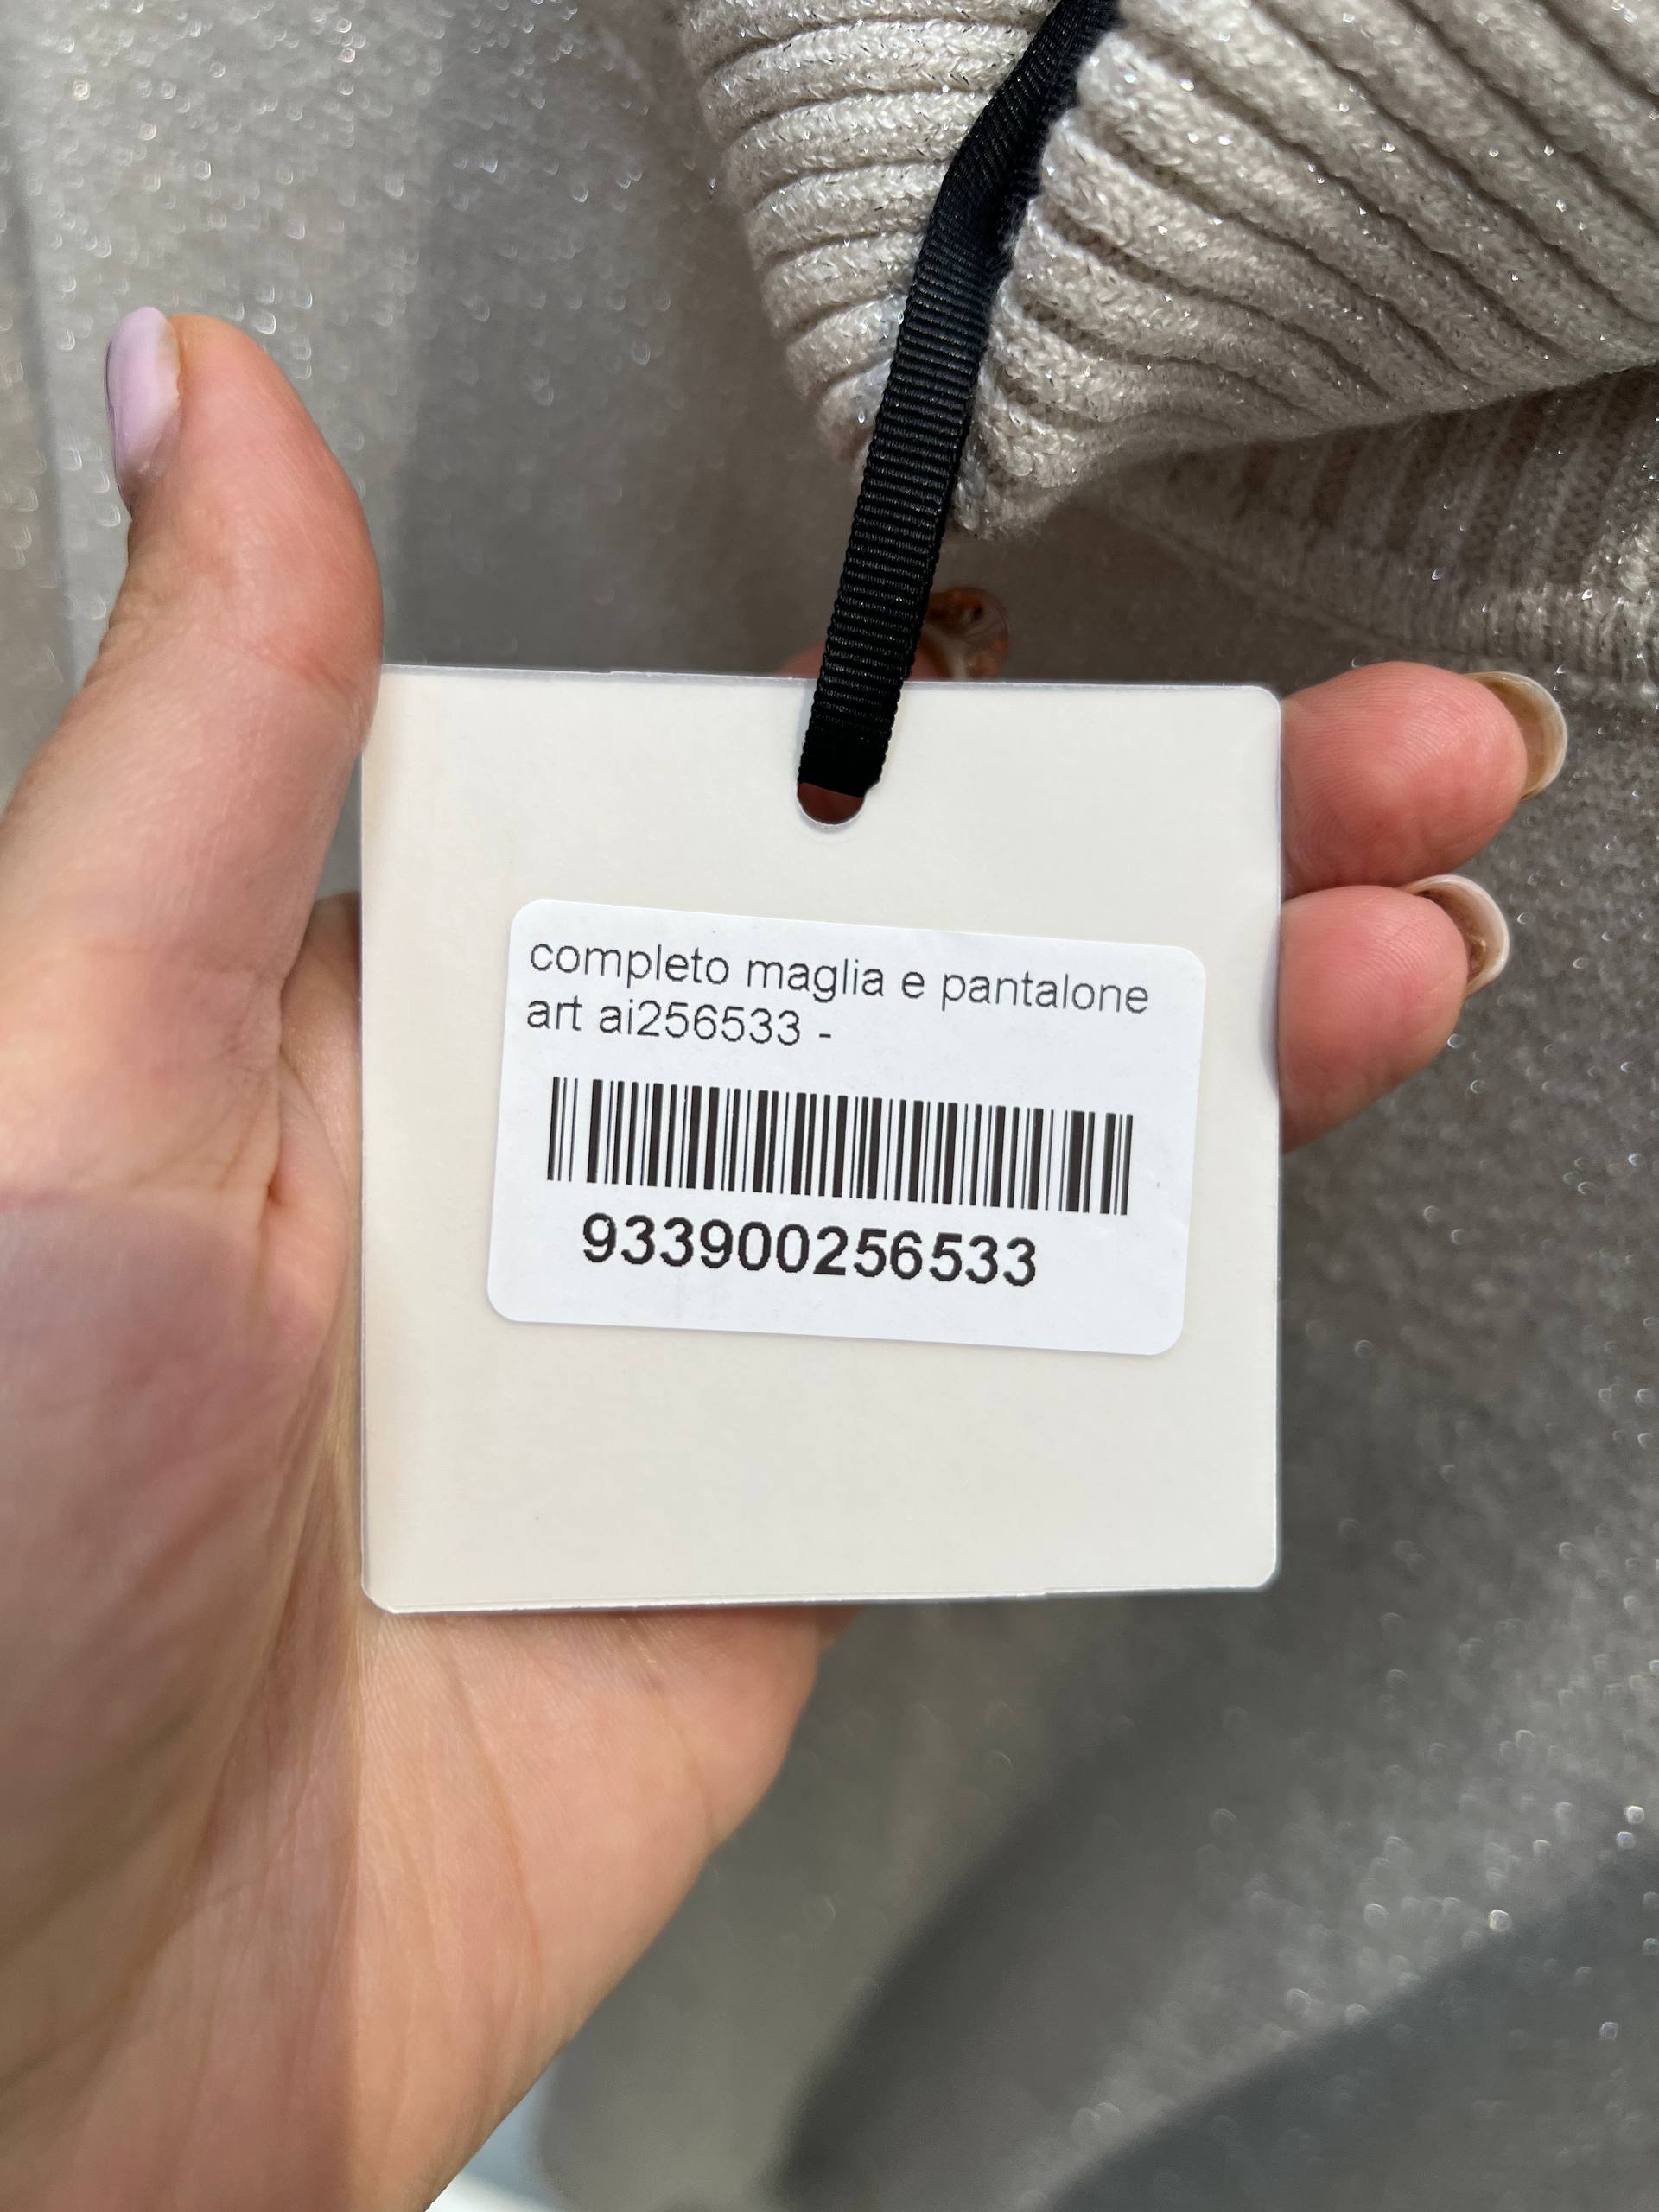 completo maglia e pantalone
art ai256533 -
933900256533